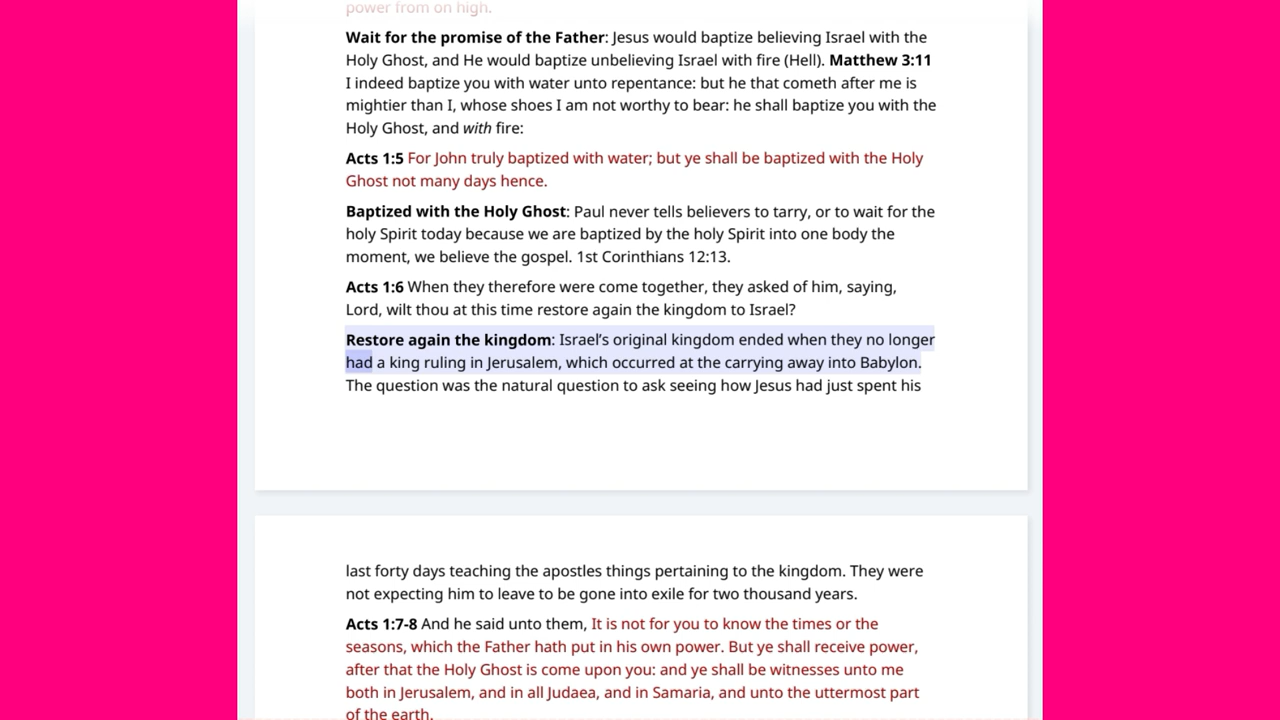 power from on high.
Wait for the promise of the Father: Jesus would baptize believing Israel with the
Holy Ghost, and He would baptize unbelieving Israel with fire (Hell). Matthew 3:11
I indeed baptize you with water unto repentance: but he that cometh after me is
mightier than I, whose shoes I am not worthy to bear: he shall baptize you with the
Holy Ghost, and with fire:
Acts 1:5 For John truly baptized with water; but ye shall be baptized with the Holy
Ghost not many days hence.
Baptized with the Holy Ghost: Paul never tells believers to tarry, or to wait for the
holy Spirit today because we are baptized by the holy Spirit into one body the
moment, we believe the gospel. 1st Corinthians 12:13.
Acts 1:6 When they therefore were come together, they asked of him, saying,
Lord, wilt thou at this time restore again the kingdom to Israel?
Restore again the kingdom: Israel’s original kingdom ended when they no longer
had a king ruling in Jerusalem, which occurred at the carrying away into Babylon.
The question was the natural question to ask seeing how Jesus had just spent his
last forty days teaching the apostles things pertaining to the kingdom. They were
not expecting him to leave to be gone into exile for two thousand years.
Acts 1:7-8 And he said unto them, It is not for you to know the times or the
seasons, which the Father hath put in his own power. But ye shall receive power,
after that the Holy Ghost is come upon you: and ye shall be witnesses unto me
both in Jerusalem, and in all Judaea, and in Samaria, and unto the uttermost part
of the earth.